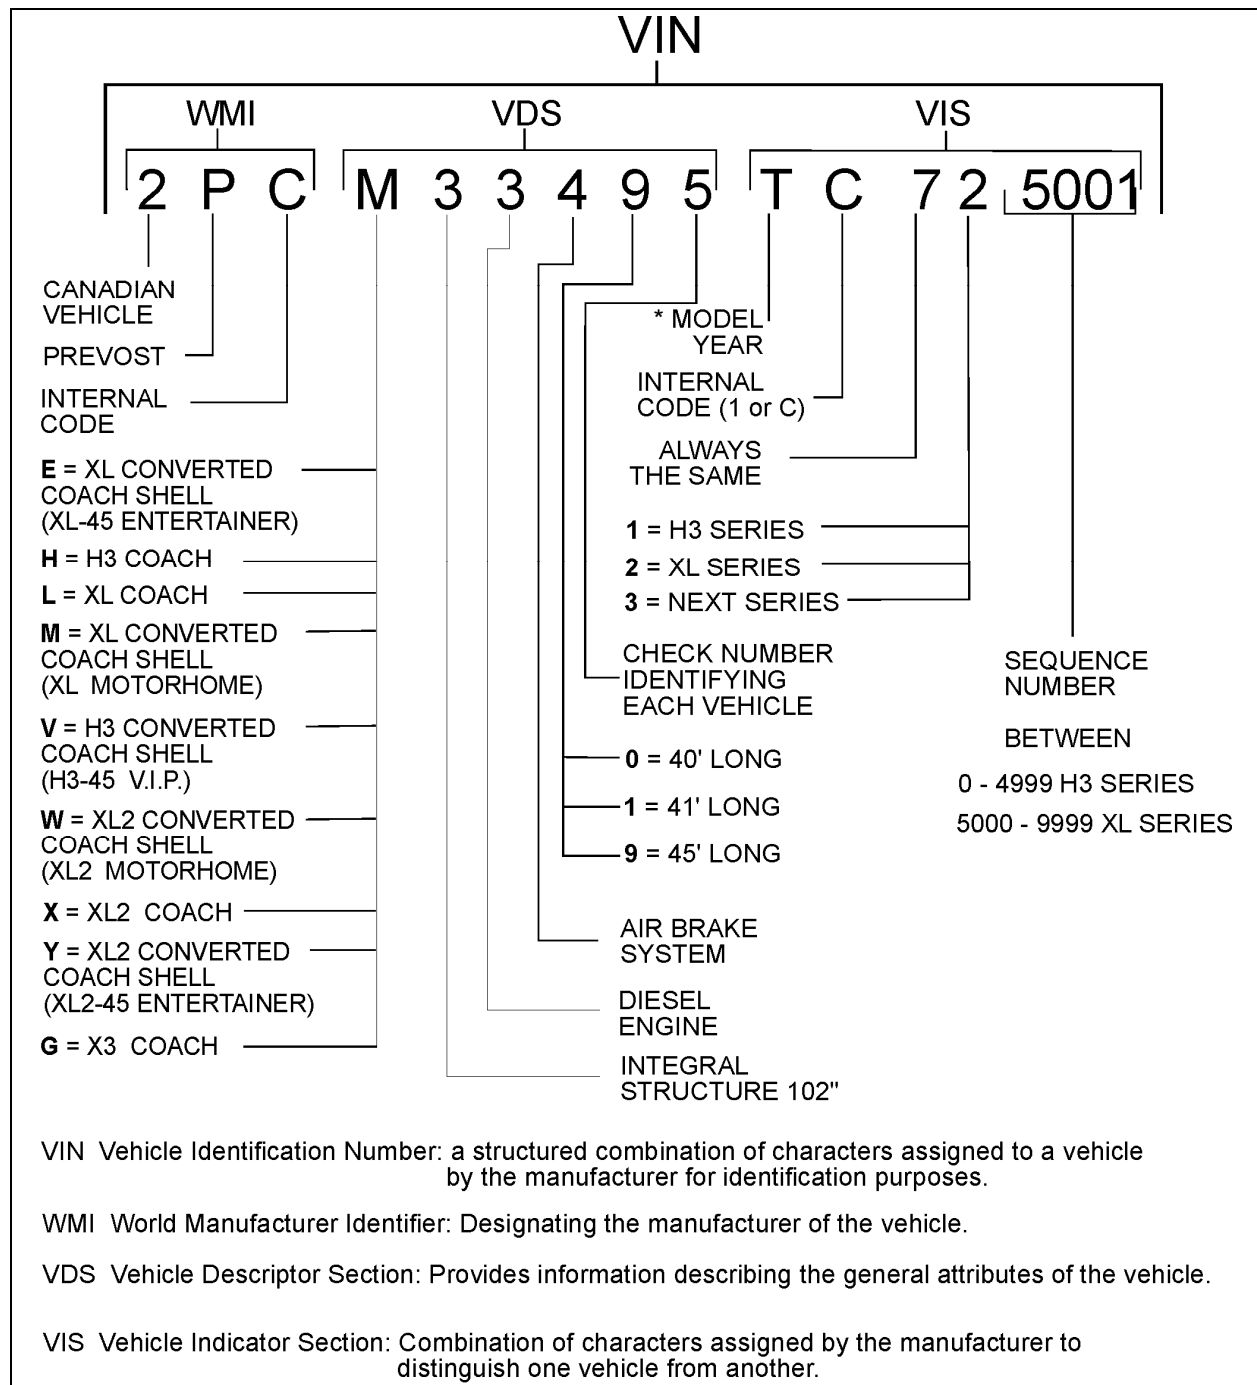 VIN
WMI VDS VIS
2 P C M 3 3 4 9 5 T C 7 2 5001
CANADIAN
VEHICLE
PREVOST
INTERNAL
CODE
E = XL CONVERTED
COACH SHELL
(XL-45 ENTERTAINER)
H = H3 COACH
L = XL COACH
M = XL CONVERTED
COACH SHELL
(XL MOTORHOME)
V = H3 CONVERTED
COACH SHELL
(H3-45 V.I.P.)
W = XL2 CONVERTED
COACH SHELL
(XL2 MOTORHOME)
X = XL2 COACH
Y = XL2 CONVERTED
COACH SHELL
(XL2-45 ENTERTAINER)
G = X3 COACH
* MODEL
YEAR
INTERNAL
CODE (1 or C)
ALWAYS
THE SAME
1 = H3 SERIES
2 = XL SERIES
3 = NEXT SERIES
CHECK NUMBER
IDENTIFYING
EACH VEHICLE
0 = 40' LONG
1 = 41' LONG
9 = 45' LONG
AIR BRAKE
SYSTEM
DIESEL
ENGINE
INTEGRAL
STRUCTURE 102"
SEQUENCE
NUMBER
BETWEEN
0 - 4999 H3 SERIES
5000 - 9999 XL SERIES
VIN Vehicle Identification Number: a structured combination of characters assigned to a vehicle
by the manufacturer for identification purposes.
WMI World Manufacturer Identifier: Designating the manufacturer of the vehicle.
VDS Vehicle Descriptor Section: Provides information describing the general attributes of the vehicle.
VIS Vehicle Indicator Section: Combination of characters assigned by the manufacturer to
distinguish one vehicle from another.